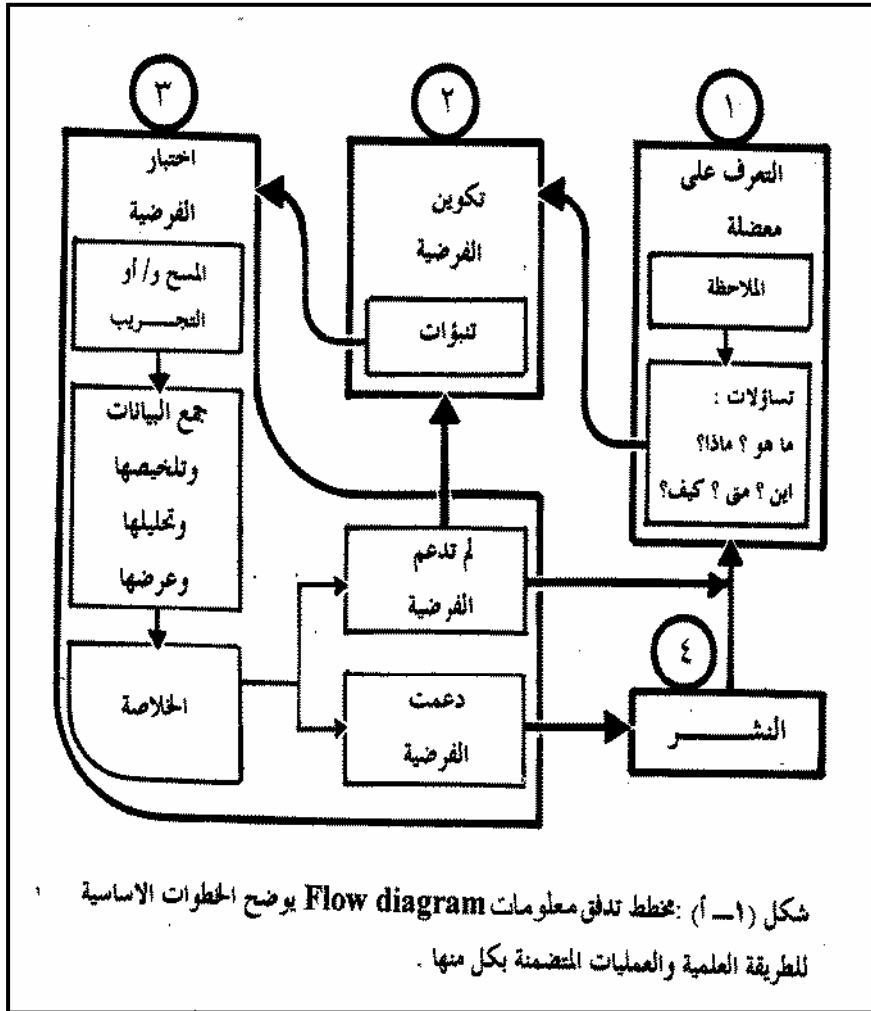 ١
التعرف على
معضلة
الملاحظة
تساؤلات :
ما هو ؟ ماذا؟
اين ؟ متى ؟ كيف؟
٢
تكوين
الفرضية
تنبؤات
٣
اختبار
الفرضية
المسح و/ أو
التجريب
جمع البيانات
وتلخيصها
وتحليلها
وعرضها
الخلاصة
لم تدعم
الفرضية
دعمت
الفرضية
٤
النشر
شكل (١ـ أ) :مخطط تدفق معلومات Flow diagram يوضح الخطوات الاساسية
للطريقة العلمية والعمليات المتضمنة بكل منها .